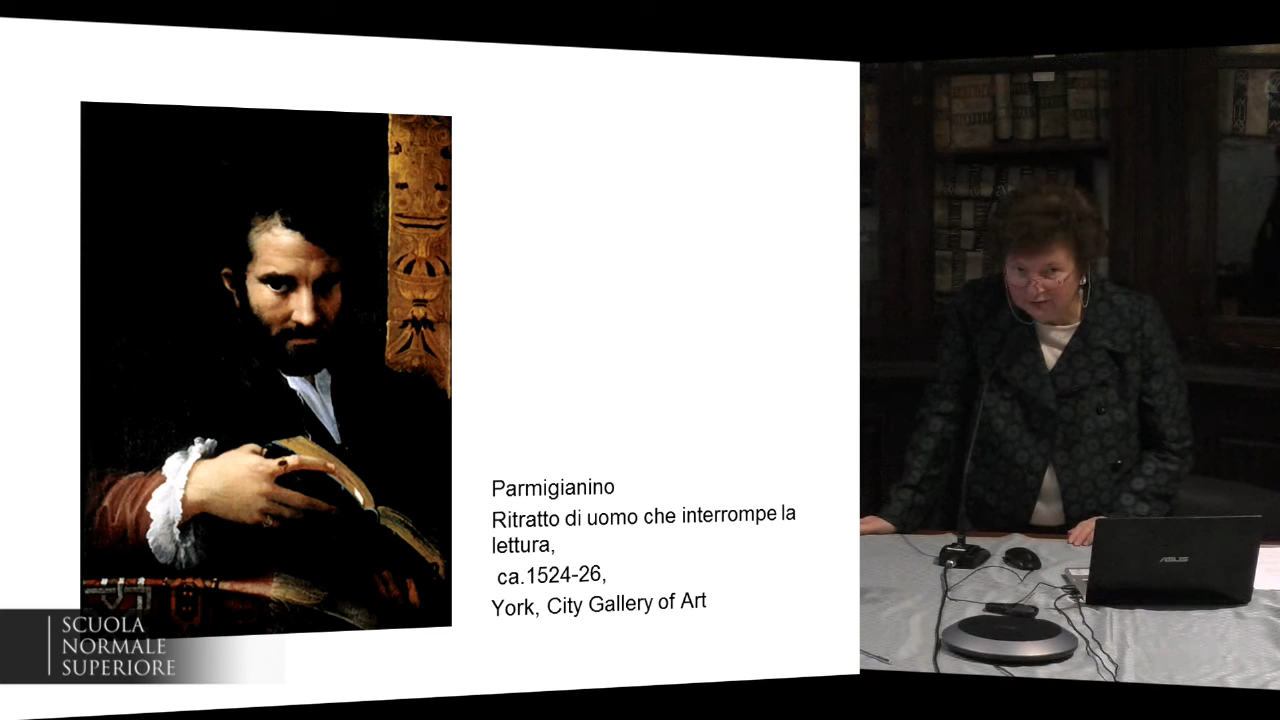 Parmigianino
Ritratto di uomo che interrompe la
lettura,
ca.1524-26,
York, City Gallery of Art
SCUOLA
NORMALE
SUPERIORE
ASUS